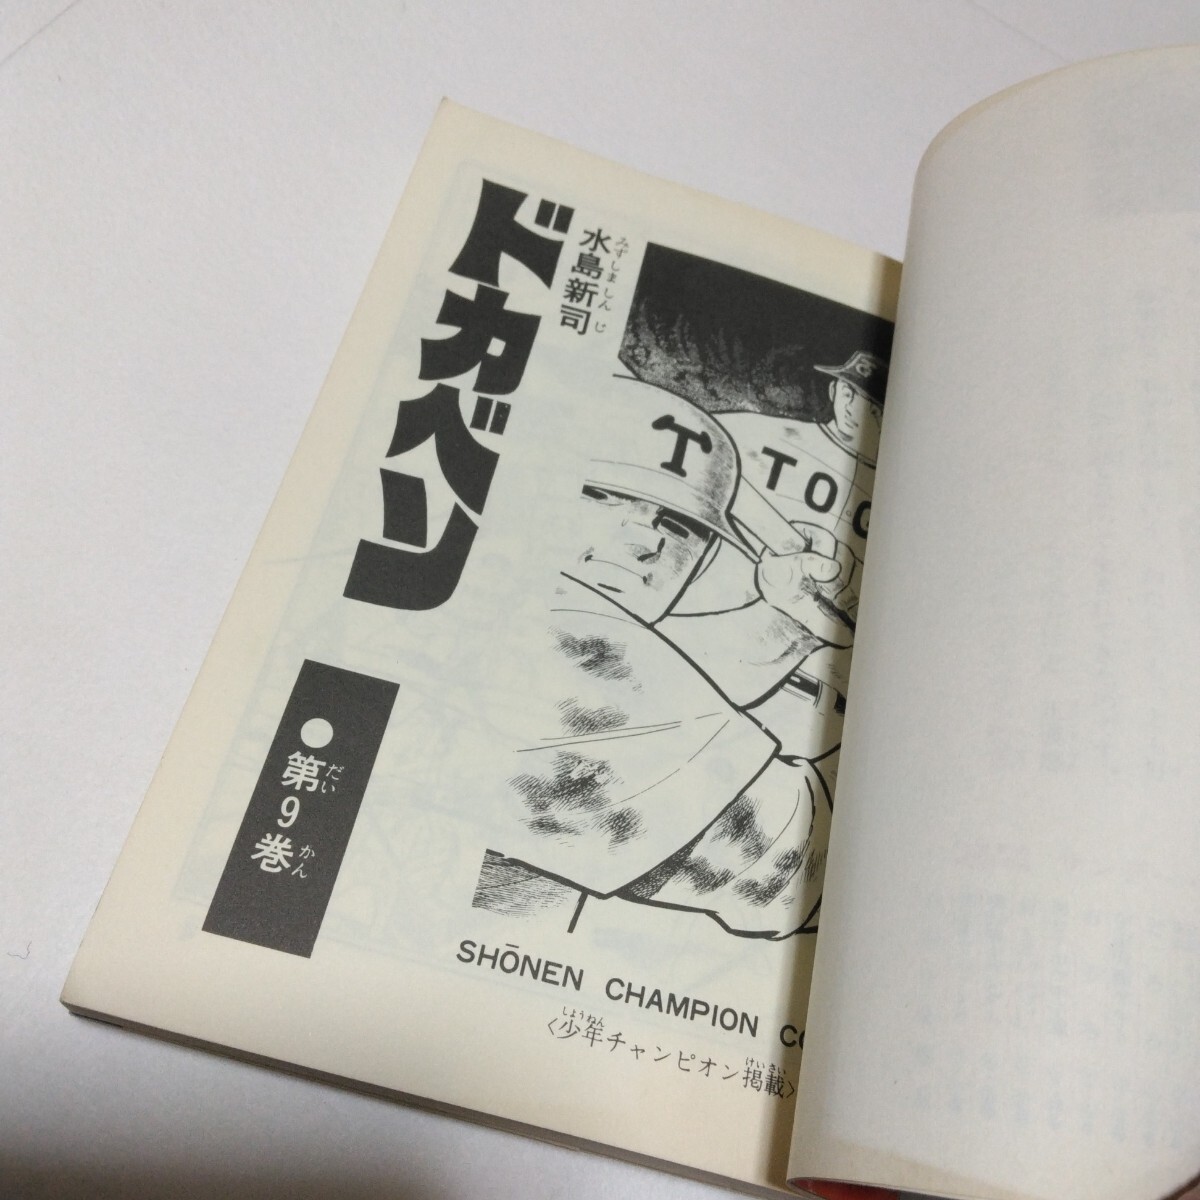 ドカベン
水島新司
みずしましんじ
T
TOG
●第9巻
だいかん
SHŌNEN CHAMPION CO
〈少年チャンピオン掲載〉
しょうねん けいさい